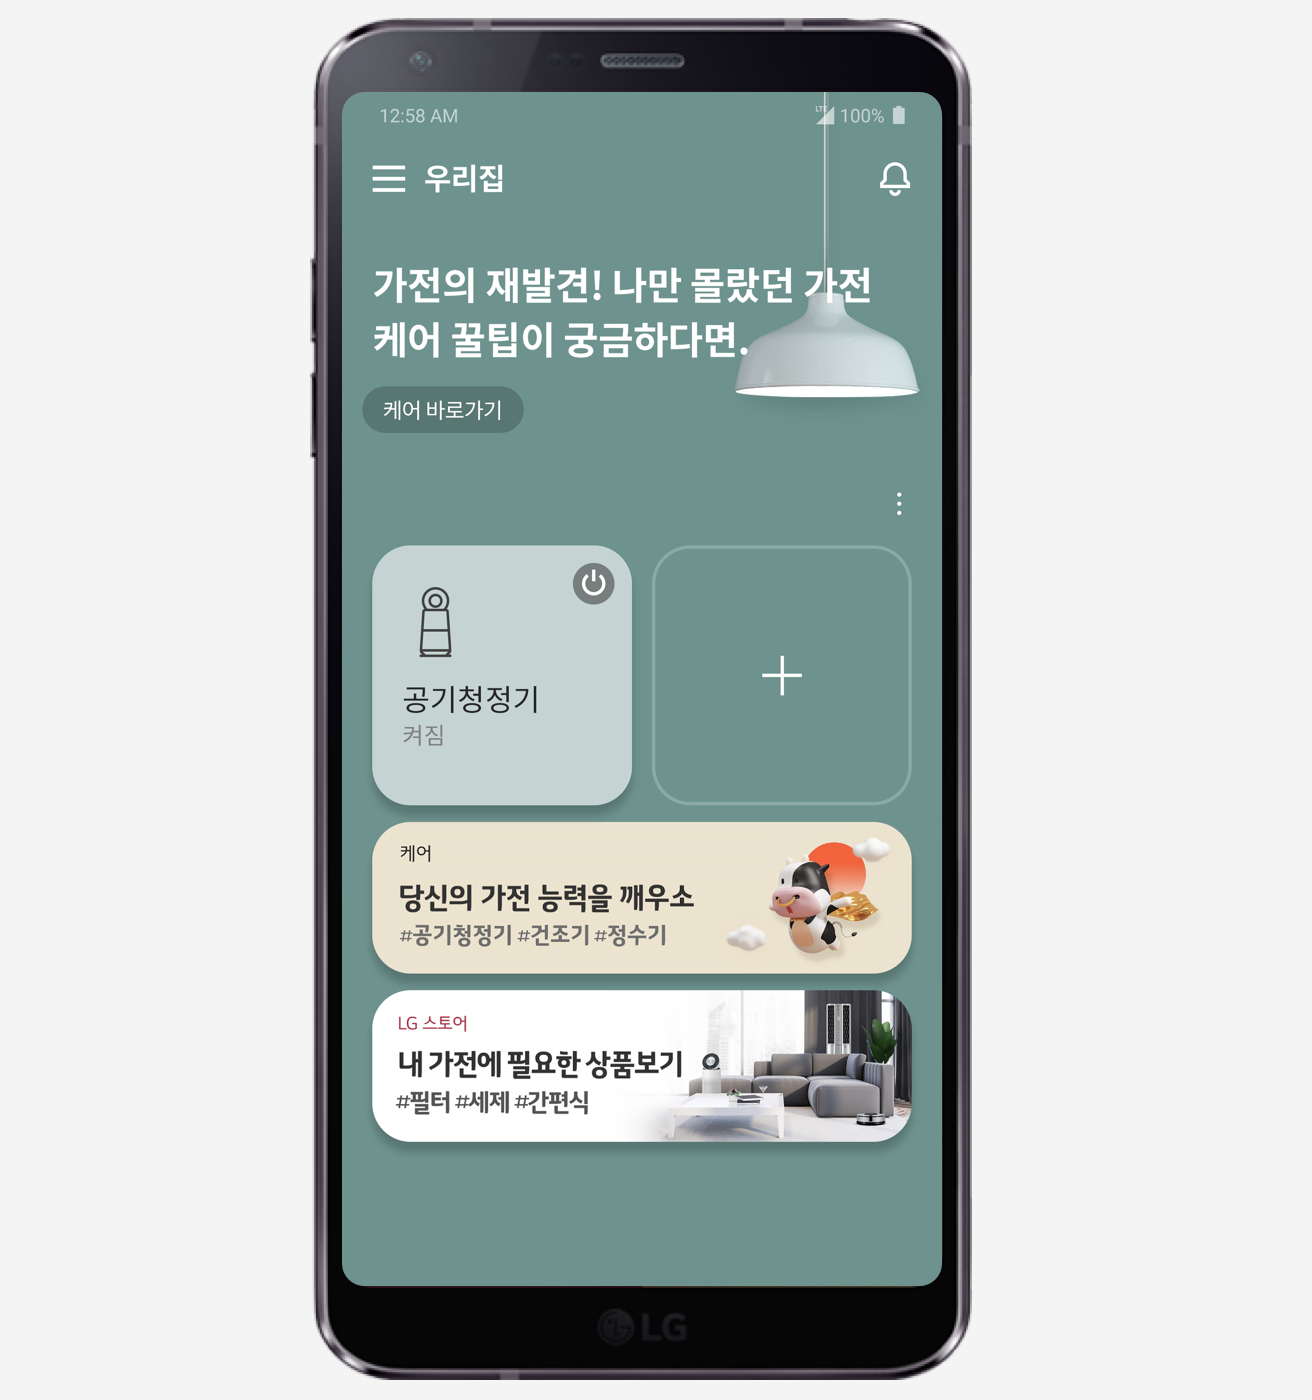 12:58 AM
LTE 100%
우리집
가전의 재발견! 나만 몰랐던 가전
케어 꿀팁이 궁금하다면.
케어 바로가기
공기청정기
켜짐
케어
당신의 가전 능력을 깨우소
#공기청정기 #건조기 #정수기
LG 스토어
내 가전에 필요한 상품보기
#필터 #세제 #간편식
LG